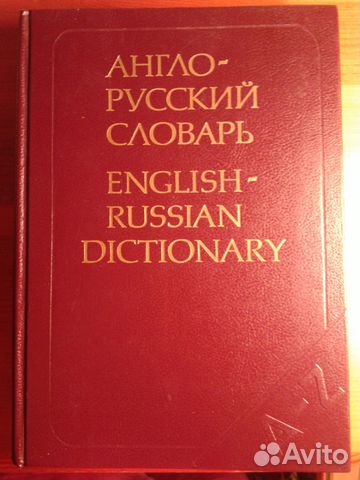 АНГЛО-
РУССКИЙ
СЛОВАРЬ
ENGLISH-
RUSSIAN
DICTIONARY
A-Z
Avito